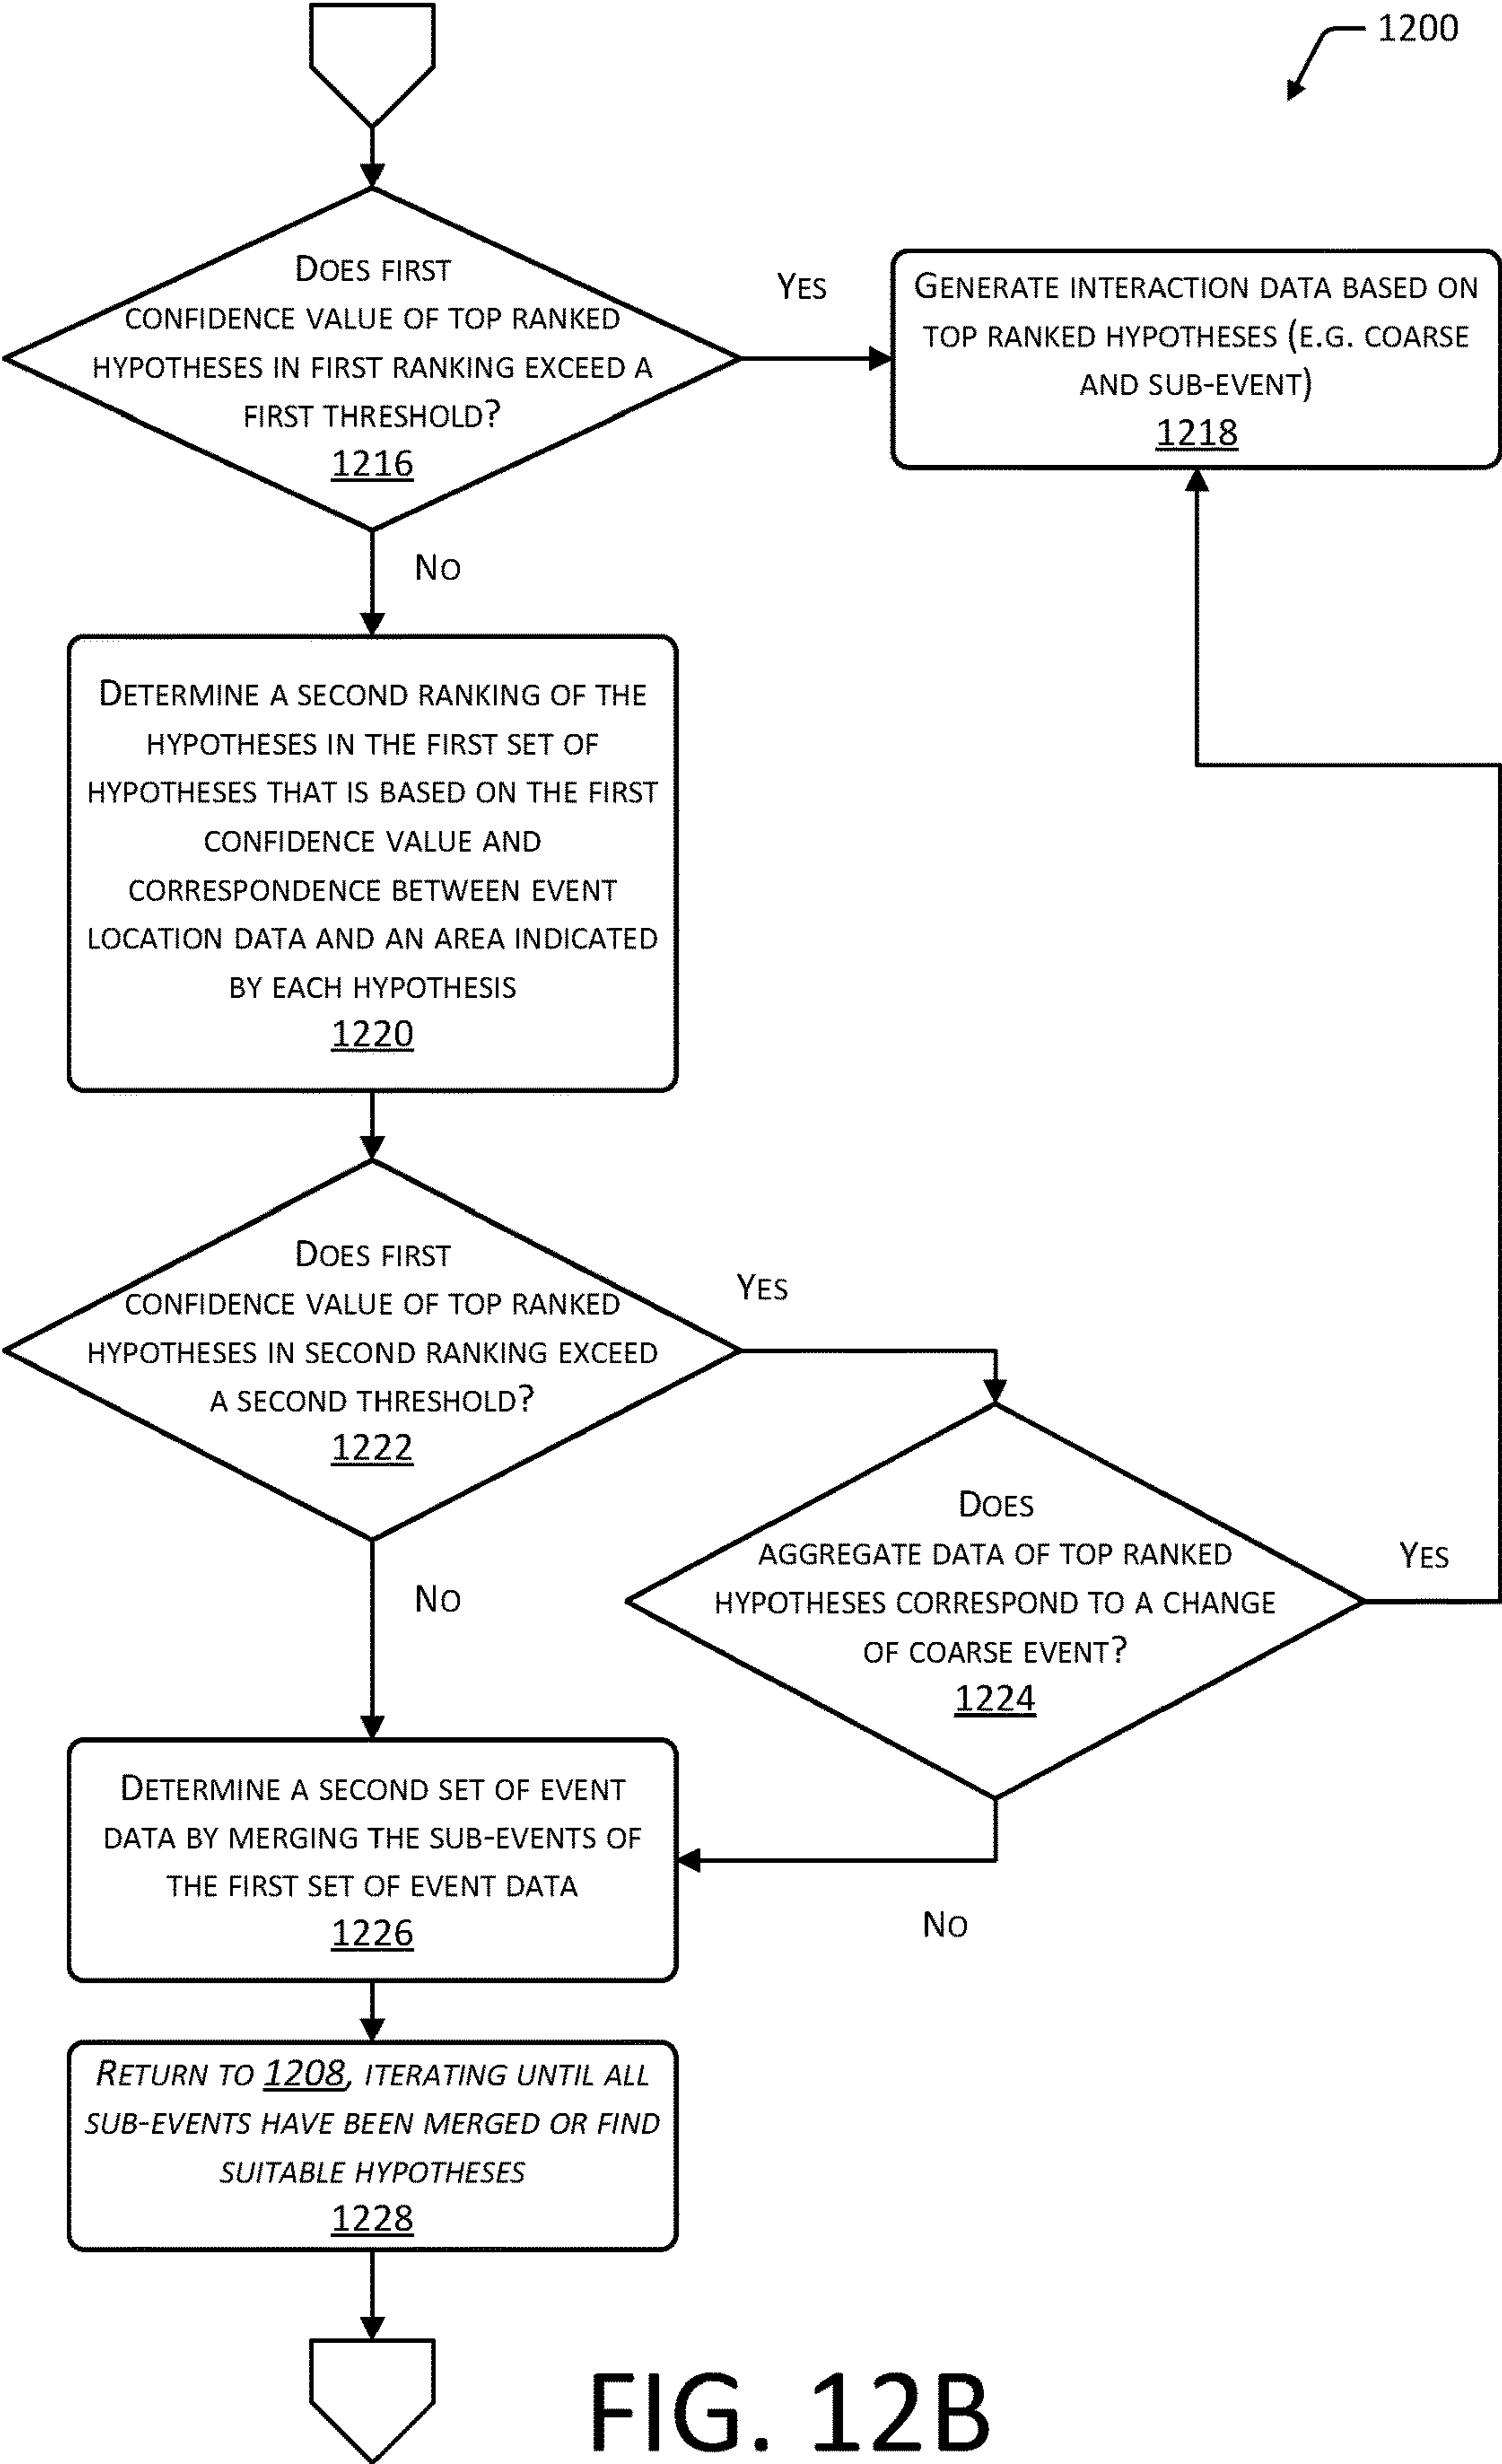 1200
DOES FIRST
CONFIDENCE VALUE OF TOP RANKED
HYPOTHESES IN FIRST RANKING EXCEED A
FIRST THRESHOLD?
1216
YES
GENERATE INTERACTION DATA BASED ON
TOP RANKED HYPOTHESES (E.G. COARSE
AND SUB-EVENT)
1218
NO
DETERMINE A SECOND RANKING OF THE
HYPOTHESES IN THE FIRST SET OF
HYPOTHESES THAT IS BASED ON THE FIRST
CONFIDENCE VALUE AND
CORRESPONDENCE BETWEEN EVENT
LOCATION DATA AND AN AREA INDICATED
BY EACH HYPOTHESIS
1220
DOES FIRST
CONFIDENCE VALUE OF TOP RANKED
HYPOTHESES IN SECOND RANKING EXCEED
A SECOND THRESHOLD?
1222
YES
DOES
AGGREGATE DATA OF TOP RANKED
HYPOTHESES CORRESPOND TO A CHANGE
OF COARSE EVENT?
1224
YES
NO
DETERMINE A SECOND SET OF EVENT
DATA BY MERGING THE SUB-EVENTS OF
THE FIRST SET OF EVENT DATA
1226
NO
RETURN TO 1208, ITERATING UNTIL ALL
SUB-EVENTS HAVE BEEN MERGED OR FIND
SUITABLE HYPOTHESES
1228
FIG. 12B